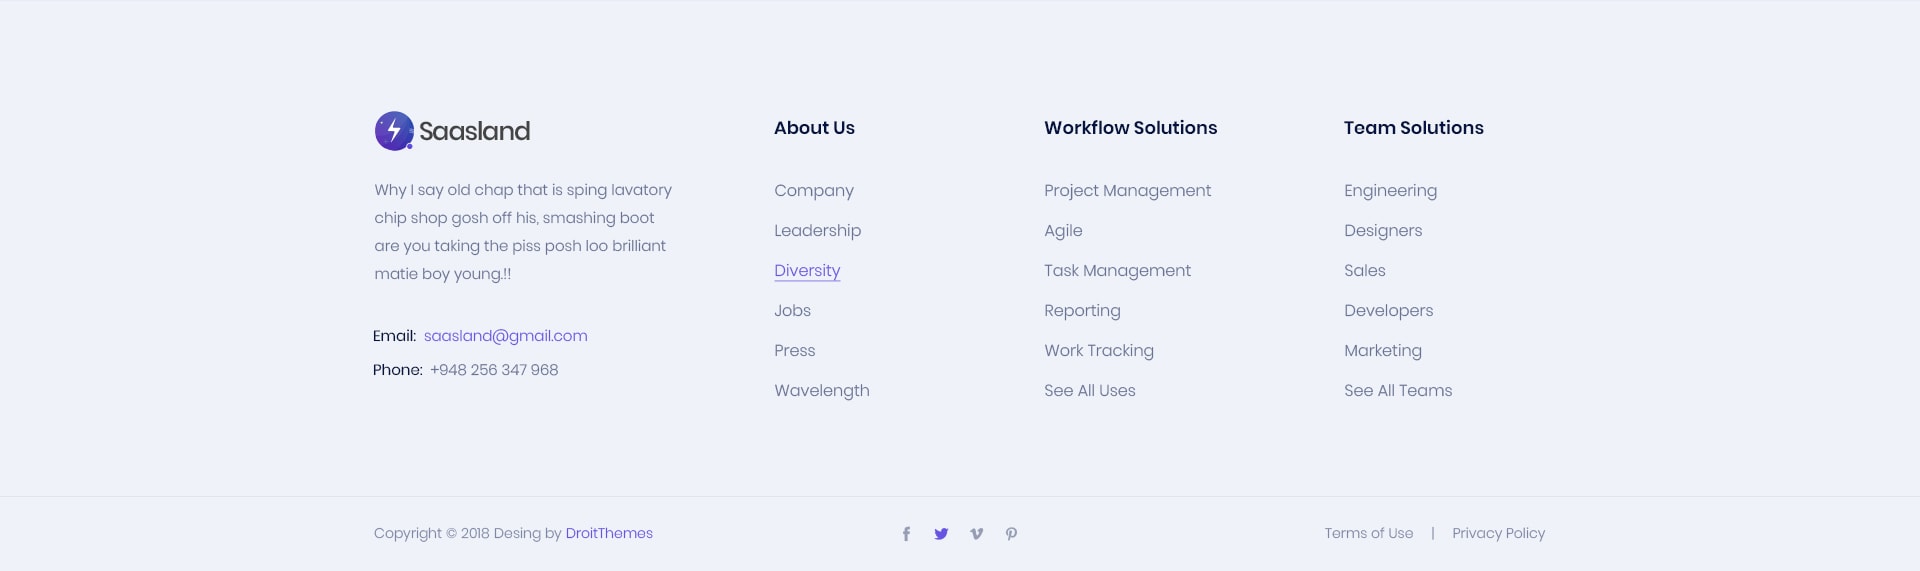 Saasland
Why I say old chap that is sping lavatory
chip shop gosh off his, smashing boot
are you taking the piss posh loo brilliant
matie boy young.!!
Email: saasland@gmail.com
Phone: +948 256 347 968
About Us
Company
Leadership
Diversity
Jobs
Press
Wavelength
Workflow Solutions
Project Management
Agile
Task Management
Reporting
Work Tracking
See All Uses
Team Solutions
Engineering
Designers
Sales
Developers
Marketing
See All Teams
Copyright © 2018 Desing by DroitThemes
Terms of Use | Privacy Policy